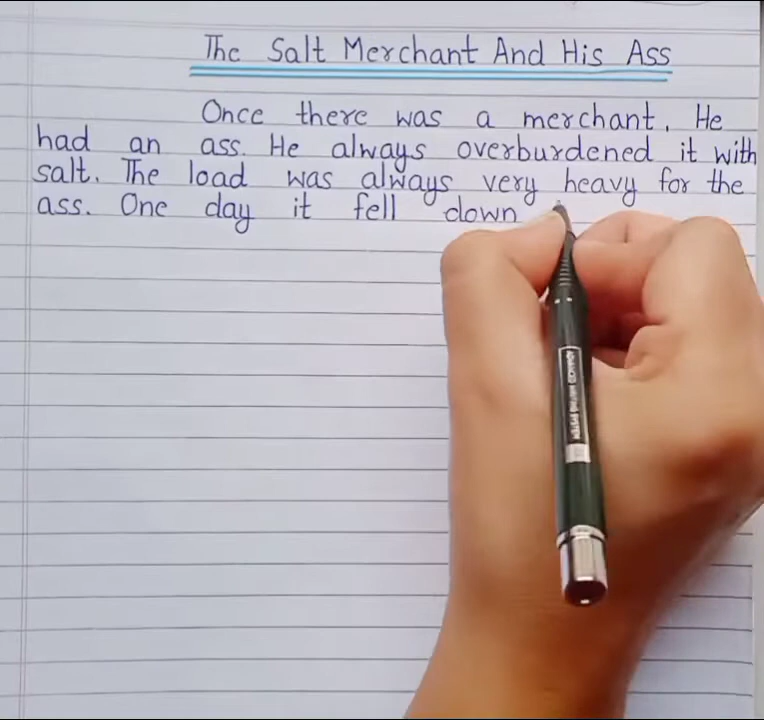 The Salt Merchant And His Ass
Once there was a merchant. He
had an ass. He always overburdened it with
salt. The load was always very heavy for the
ass. One day it fell down